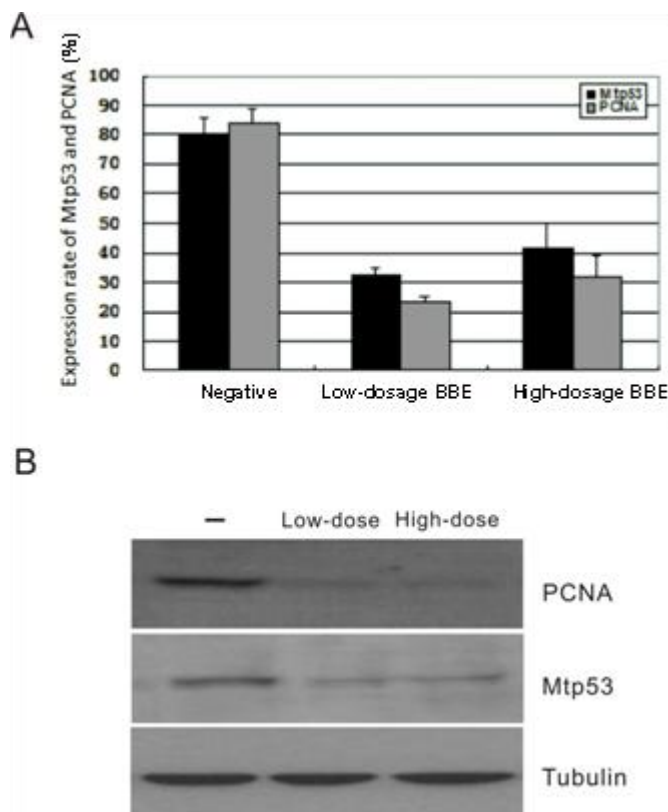 A
Expression rate of Mtp53 and PCNA (%)
100
90
80
70
60
50
40
30
20
10
0
Mtp53
PCNA
Negative Low-dosage BBE High-dosage BBE
B
– Low-dose High-dose
PCNA
Mtp53
Tubulin